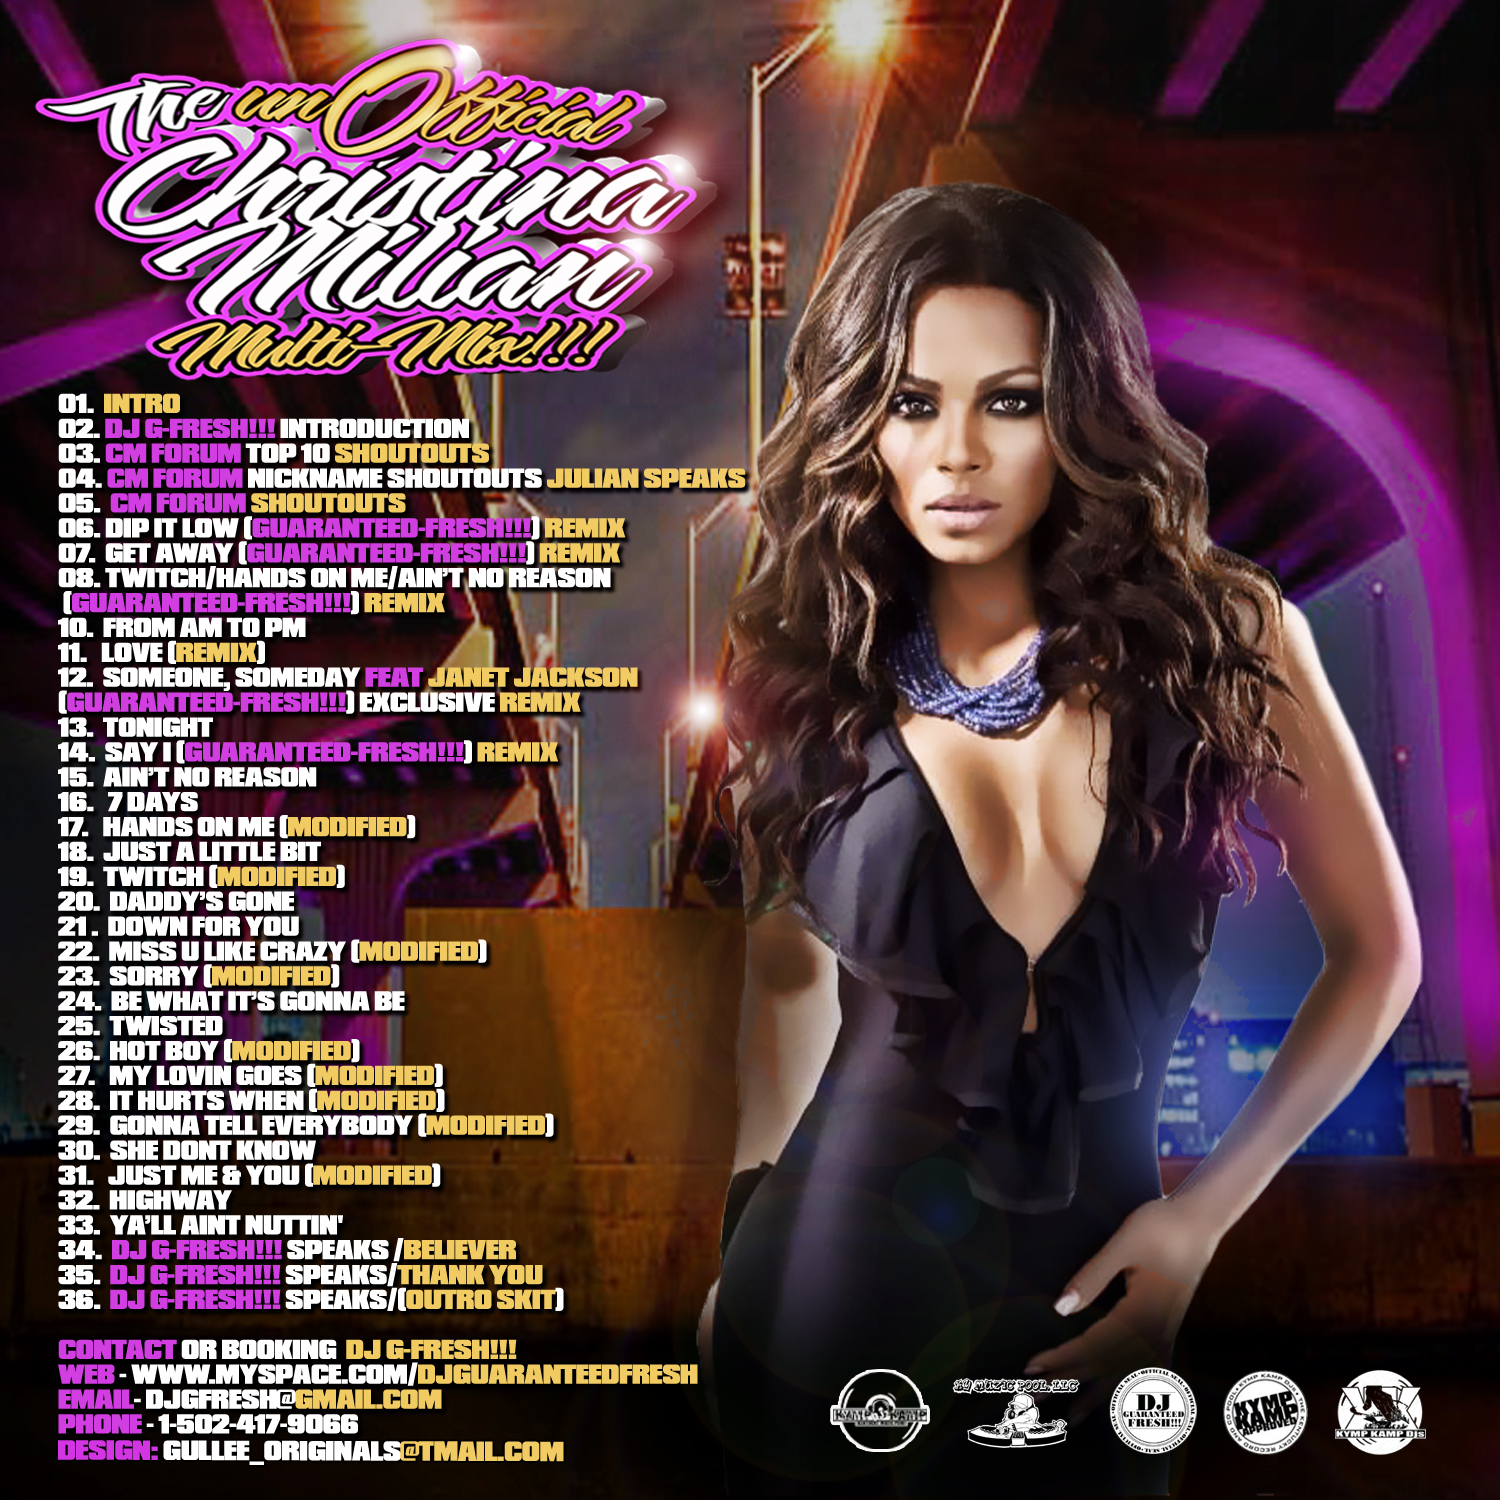 The unOfficial
Christina
Milian
Multi-Mix!!!
01. INTRO
02. DJ G-FRESH!!! INTRODUCTION
03. CM FORUM TOP 10 SHOUTOUTS
04. CM FORUM NICKNAME SHOUTOUTS JULIAN SPEAKS
05. CM FORUM SHOUTOUTS
06. DIP IT LOW (GUARANTEED-FRESH!!!) REMIX
07. GET AWAY (GUARANTEED-FRESH!!!) REMIX
08. TWITCH/HANDS ON ME/AIN'T NO REASON
(GUARANTEED-FRESH!!!) REMIX
10. FROM AM TO PM
11. LOVE (REMIX)
12. SOMEONE, SOMEDAY FEAT JANET JACKSON
(GUARANTEED-FRESH!!!) EXCLUSIVE REMIX
13. TONIGHT
14. SAY I (GUARANTEED-FRESH!!!) REMIX
15. AIN'T NO REASON
16. 7 DAYS
17. HANDS ON ME (MODIFIED)
18. JUST A LITTLE BIT
19. TWITCH (MODIFIED)
20. DADDY'S GONE
21. DOWN FOR YOU
22. MISS U LIKE CRAZY (MODIFIED)
23. SORRY (MODIFIED)
24. BE WHAT IT'S GONNA BE
25. TWISTED
26. HOT BOY (MODIFIED)
27. MY LOVIN GOES (MODIFIED)
28. IT HURTS WHEN (MODIFIED)
29. GONNA TELL EVERYBODY (MODIFIED)
30. SHE DONT KNOW
31. JUST ME & YOU (MODIFIED)
32. HIGHWAY
33. YA'LL AINT NUTTIN'
34. DJ G-FRESH!!! SPEAKS /BELIEVER
35. DJ G-FRESH!!! SPEAKS/THANK YOU
36. DJ G-FRESH!!! SPEAKS/(OUTRO SKIT)
CONTACT OR BOOKING DJ G-FRESH!!!
WEB - WWW.MYSPACE.COM/DJGUARANTEEDFRESH
EMAIL- DJGFRESH@GMAIL.COM
PHONE - 1-502-417-9066
DESIGN: GULLEE_ORIGINALS@TMAIL.COM
KYMP KAMP
MUZIC POOL, LLC
DJ
GUARANTEED
FRESH!!!
KYMP
KAMP
APPROVED
KYMP KAMP DJs